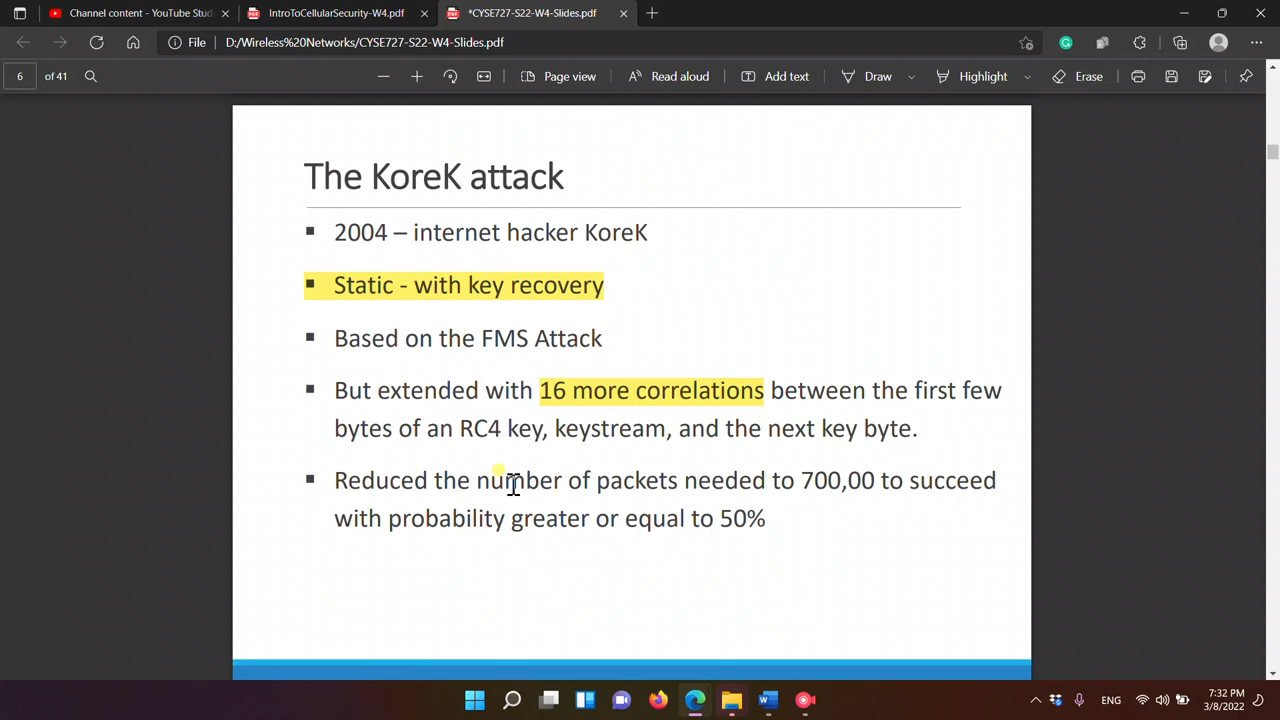 Channel content - YouTube Stud
IntroToCellularSecurity-W4.pdf
*CYSE727-S22-W4-Slides.pdf
File
D:/Wireless%20Networks/CYSE727-S22-W4-Slides.pdf
6 of 41
Page view
Read aloud
Add text
Draw
Highlight
Erase
The KoreK attack
2004 – internet hacker KoreK
Static - with key recovery
Based on the FMS Attack
But extended with 16 more correlations between the first few
bytes of an RC4 key, keystream, and the next key byte.
Reduced the number of packets needed to 700,00 to succeed
with probability greater or equal to 50%
ENG
7:32 PM
3/8/2022